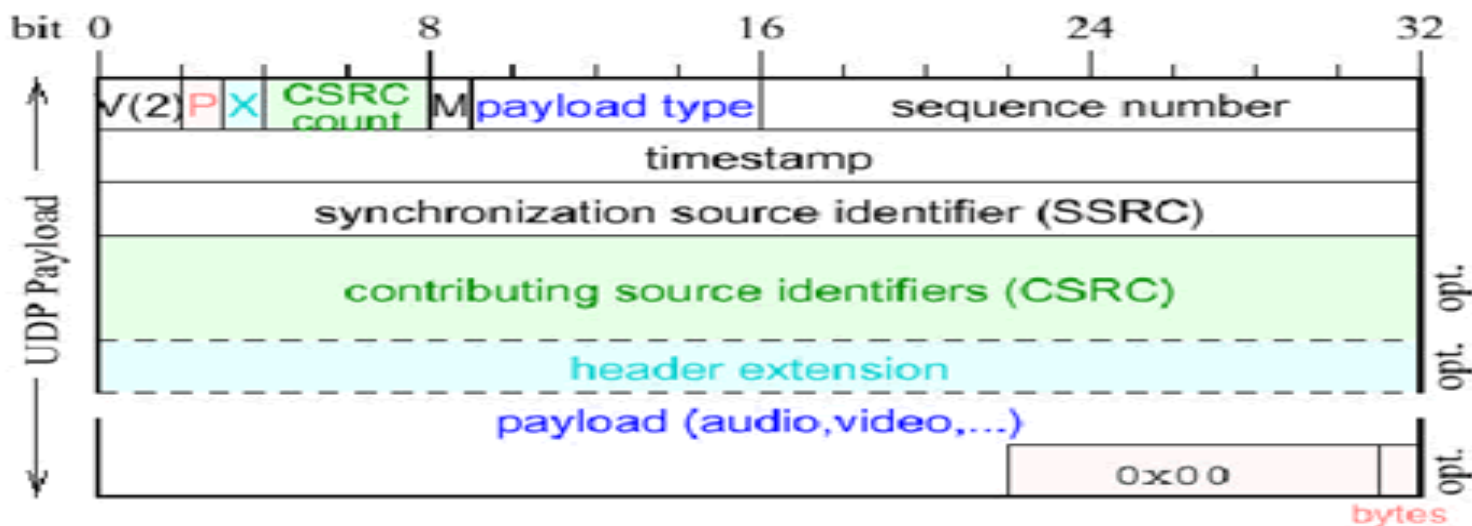 bit 0 8 16 24 32
V(2) P X CSRC count M payload type sequence number
timestamp
synchronization source identifier (SSRC)
contributing source identifiers (CSRC)
opt.
header extension
opt.
payload (audio,video,...)
0x00
opt.
bytes
UDP Payload